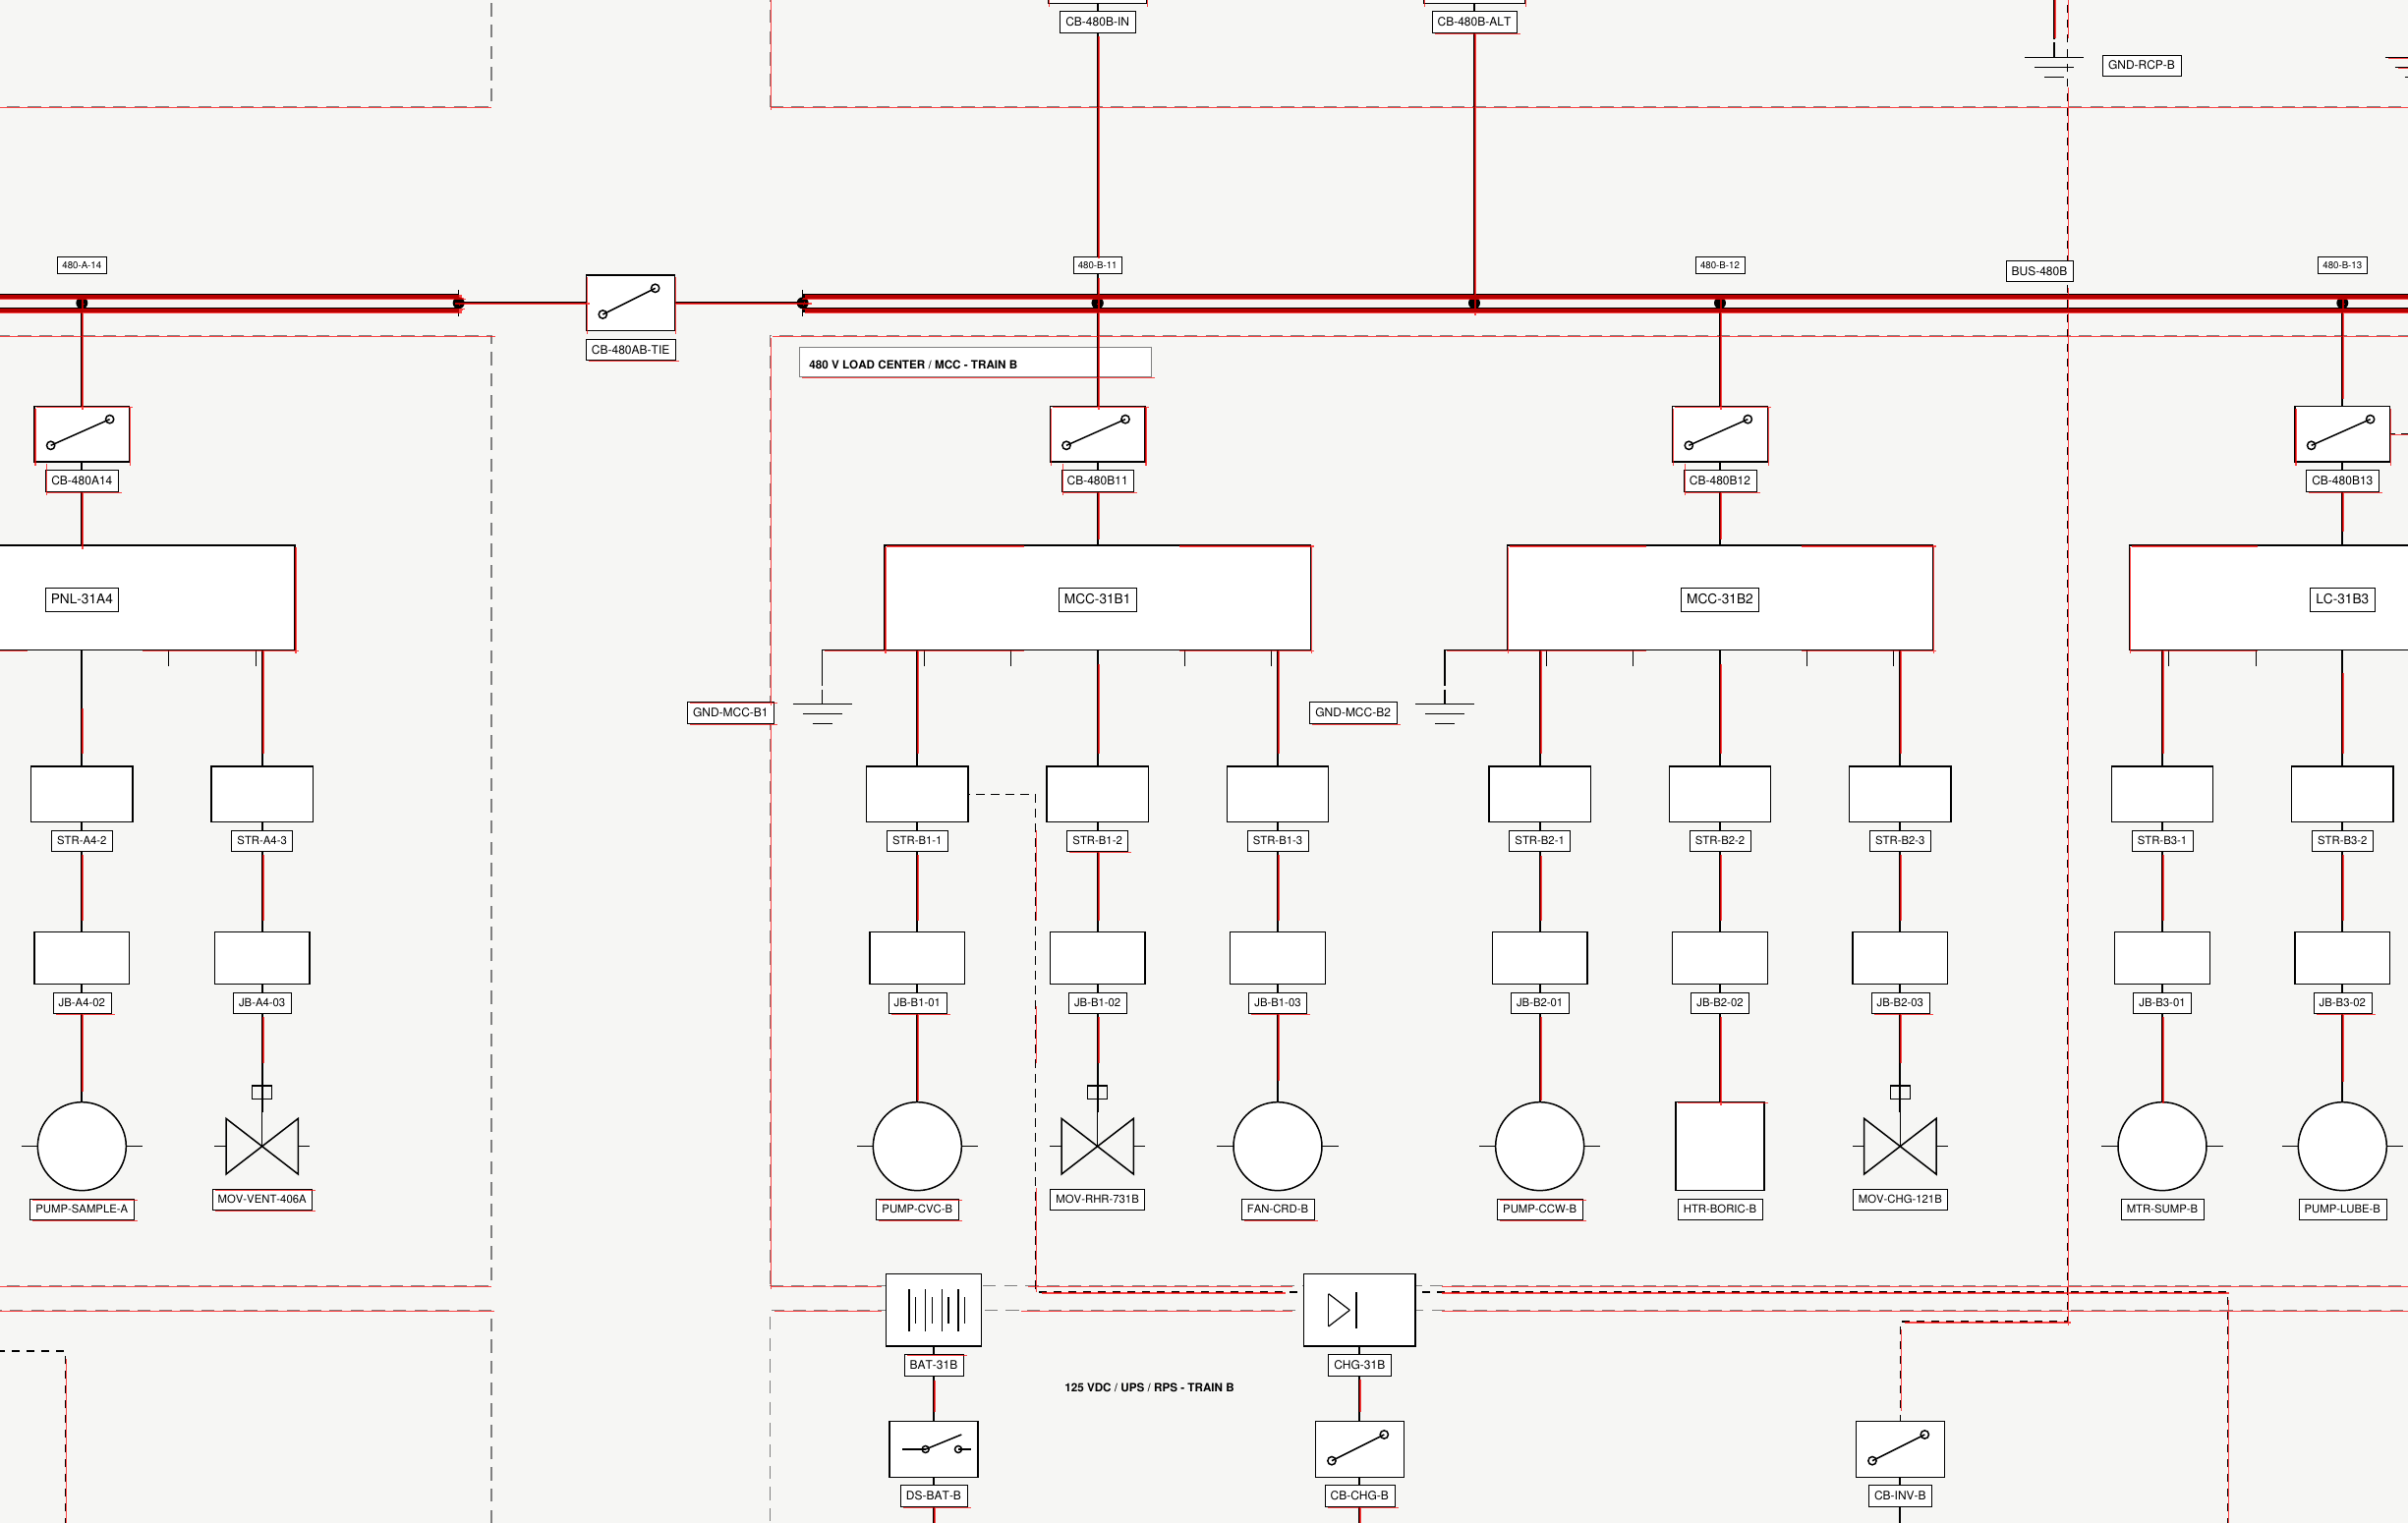 CB-480B-IN
CB-480B-ALT
GND-RCP-B
480-A-14
480-B-11
480-B-12
BUS-480B
480-B-13
CB-480AB-TIE
480 V LOAD CENTER / MCC - TRAIN B
CB-480A14
CB-480B11
CB-480B12
CB-480B13
PNL-31A4
MCC-31B1
MCC-31B2
LC-31B3
GND-MCC-B1
GND-MCC-B2
STR-A4-2
STR-A4-3
STR-B1-1
STR-B1-2
STR-B1-3
STR-B2-1
STR-B2-2
STR-B2-3
STR-B3-1
STR-B3-2
JB-A4-02
JB-A4-03
JB-B1-01
JB-B1-02
JB-B1-03
JB-B2-01
JB-B2-02
JB-B2-03
JB-B3-01
JB-B3-02
PUMP-SAMPLE-A
MOV-VENT-406A
PUMP-CVC-B
MOV-RHR-731B
FAN-CRD-B
PUMP-CCW-B
HTR-BORIC-B
MOV-CHG-121B
MTR-SUMP-B
PUMP-LUBE-B
BAT-31B
CHG-31B
125 VDC / UPS / RPS - TRAIN B
DS-BAT-B
CB-CHG-B
CB-INV-B